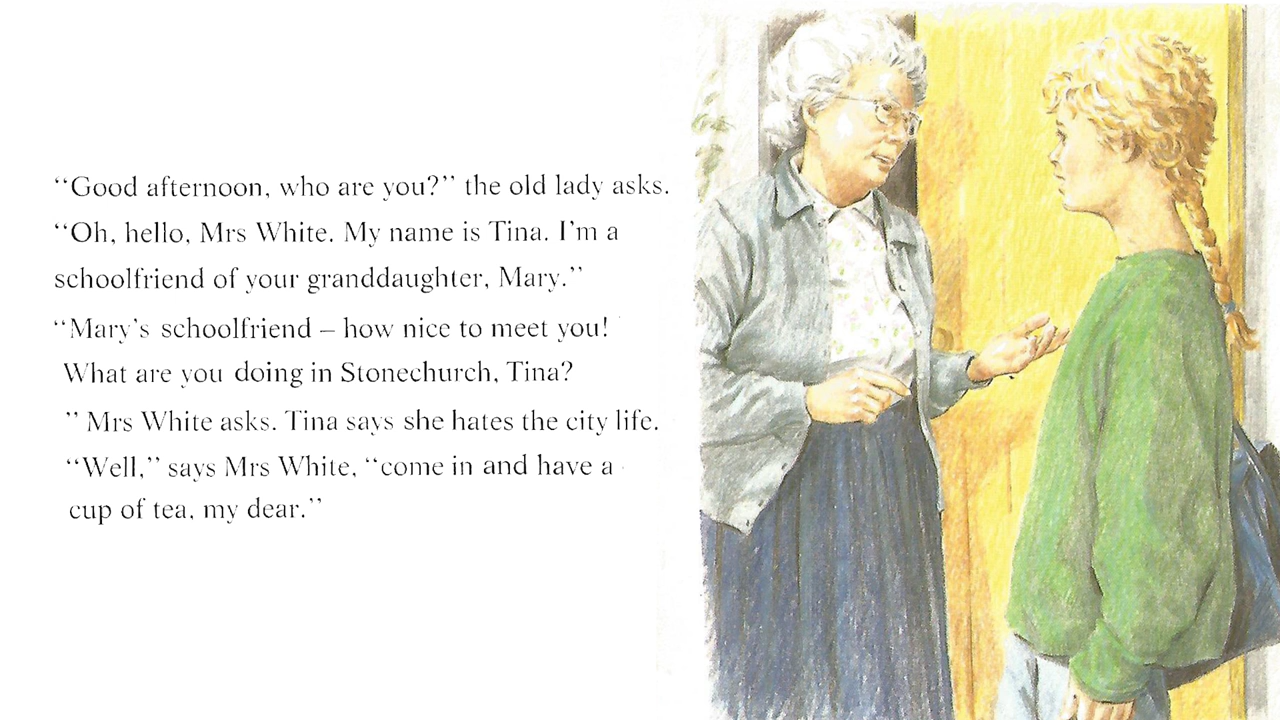 “Good afternoon, who are you?” the old lady asks.
“Oh, hello, Mrs White. My name is Tina. I’m a
schoolfriend of your granddaughter, Mary.”
“Mary’s schoolfriend – how nice to meet you!
What are you doing in Stonechurch, Tina?
” Mrs White asks. Tina says she hates the city life.
“Well,” says Mrs White, “come in and have a
cup of tea, my dear.”